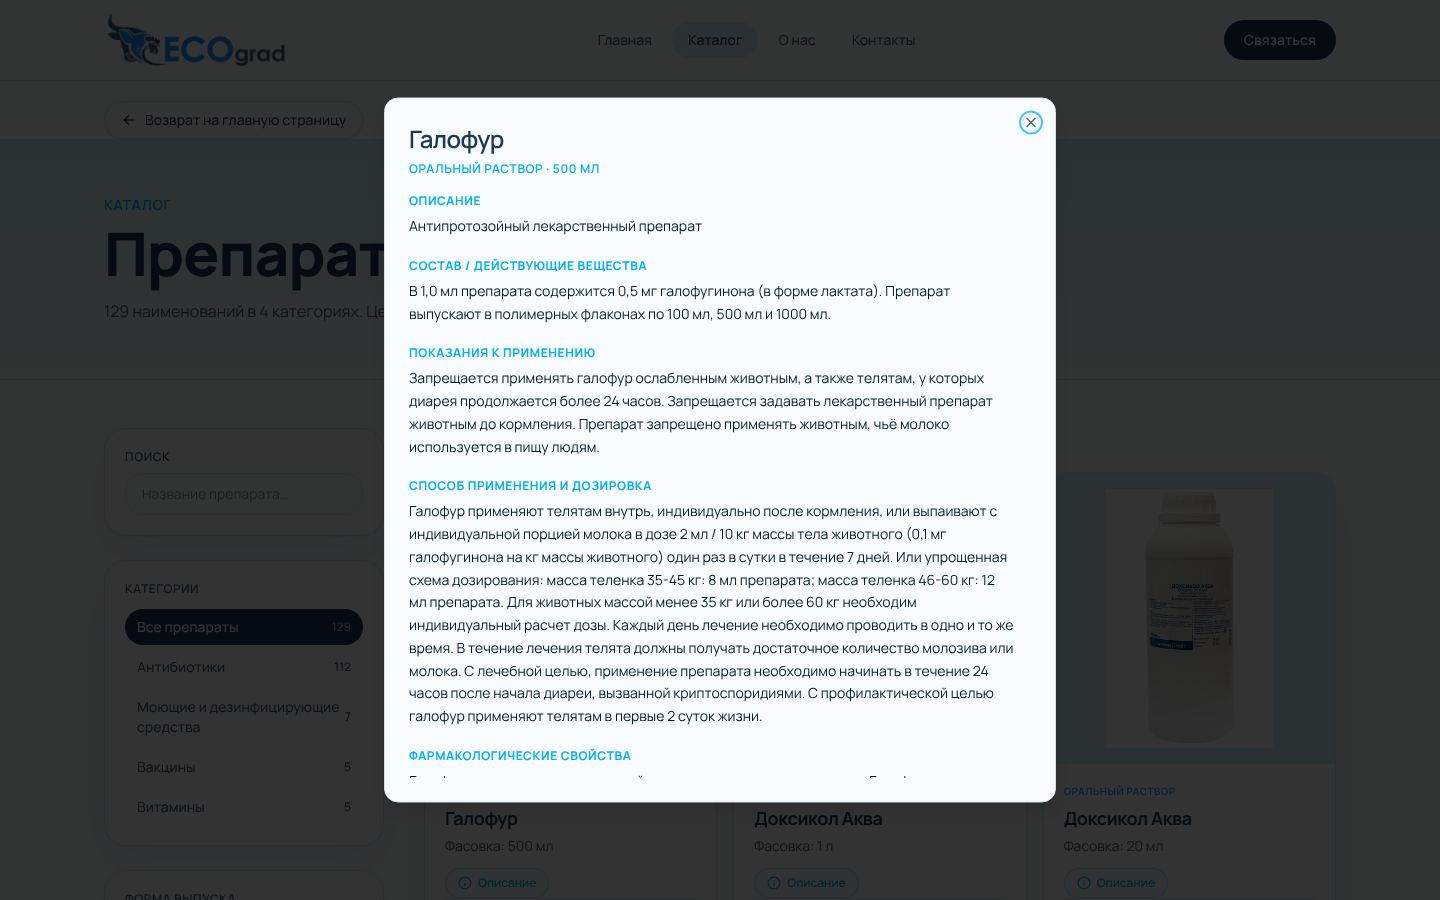 ECOgrad
Главная
Каталог
О нас
Контакты
Связаться
Возврат на главную страницу
КАТАЛОГ
Препарат
129 наименований в 4 категориях. Це
Галофур
ОРАЛЬНЫЙ РАСТВОР · 500 МЛ
ОПИСАНИЕ
Антипротозойный лекарственный препарат
СОСТАВ / ДЕЙСТВУЮЩИЕ ВЕЩЕСТВА
В 1,0 мл препарата содержится 0,5 мг галофугинона (в форме лактата). Препарат
выпускают в полимерных флаконах по 100 мл, 500 мл и 1000 мл.
ПОКАЗАНИЯ К ПРИМЕНЕНИЮ
Запрещается применять галофур ослабленным животным, а также телятам, у которых
диарея продолжается более 24 часов. Запрещается задавать лекарственный препарат
животным до кормления. Препарат запрещено применять животным, чьё молоко
используется в пищу людям.
СПОСОБ ПРИМЕНЕНИЯ И ДОЗИРОВКА
Галофур применяют телятам внутрь, индивидуально после кормления, или выпаивают с
индивидуальной порцией молока в дозе 2 мл / 10 кг массы тела животного (0,1 мг
галофугинона на кг массы животного) один раз в сутки в течение 7 дней. Или упрощенная
схема дозирования: масса теленка 35-45 кг: 8 мл препарата; масса теленка 46-60 кг: 12
мл препарата. Для животных массой менее 35 кг или более 60 кг необходим
индивидуальный расчет дозы. Каждый день лечение необходимо проводить в одно и то же
время. В течение лечения телята должны получать достаточное количество молозива или
молока. С лечебной целью, применение препарата необходимо начинать в течение 24
часов после начала диареи, вызванной криптоспоридиями. С профилактической целью
галофур применяют телятам в первые 2 суток жизни.
ФАРМАКОЛОГИЧЕСКИЕ СВОЙСТВА
ПОИСК
Название препарата...
КАТЕГОРИИ
Все препараты 129
Антибиотики 112
Моющие и дезинфицирующие
средства 7
Вакцины 5
Витамины 5
ФОРМА ВЫПУСКА
Галофур
Фасовка: 500 мл
Описание
Доксикол Аква
Фасовка: 1 л
Описание
ДОКСИКОЛ АКВА
ОРАЛЬНЫЙ РАСТВОР
Доксикол Аква
Фасовка: 20 мл
Описание